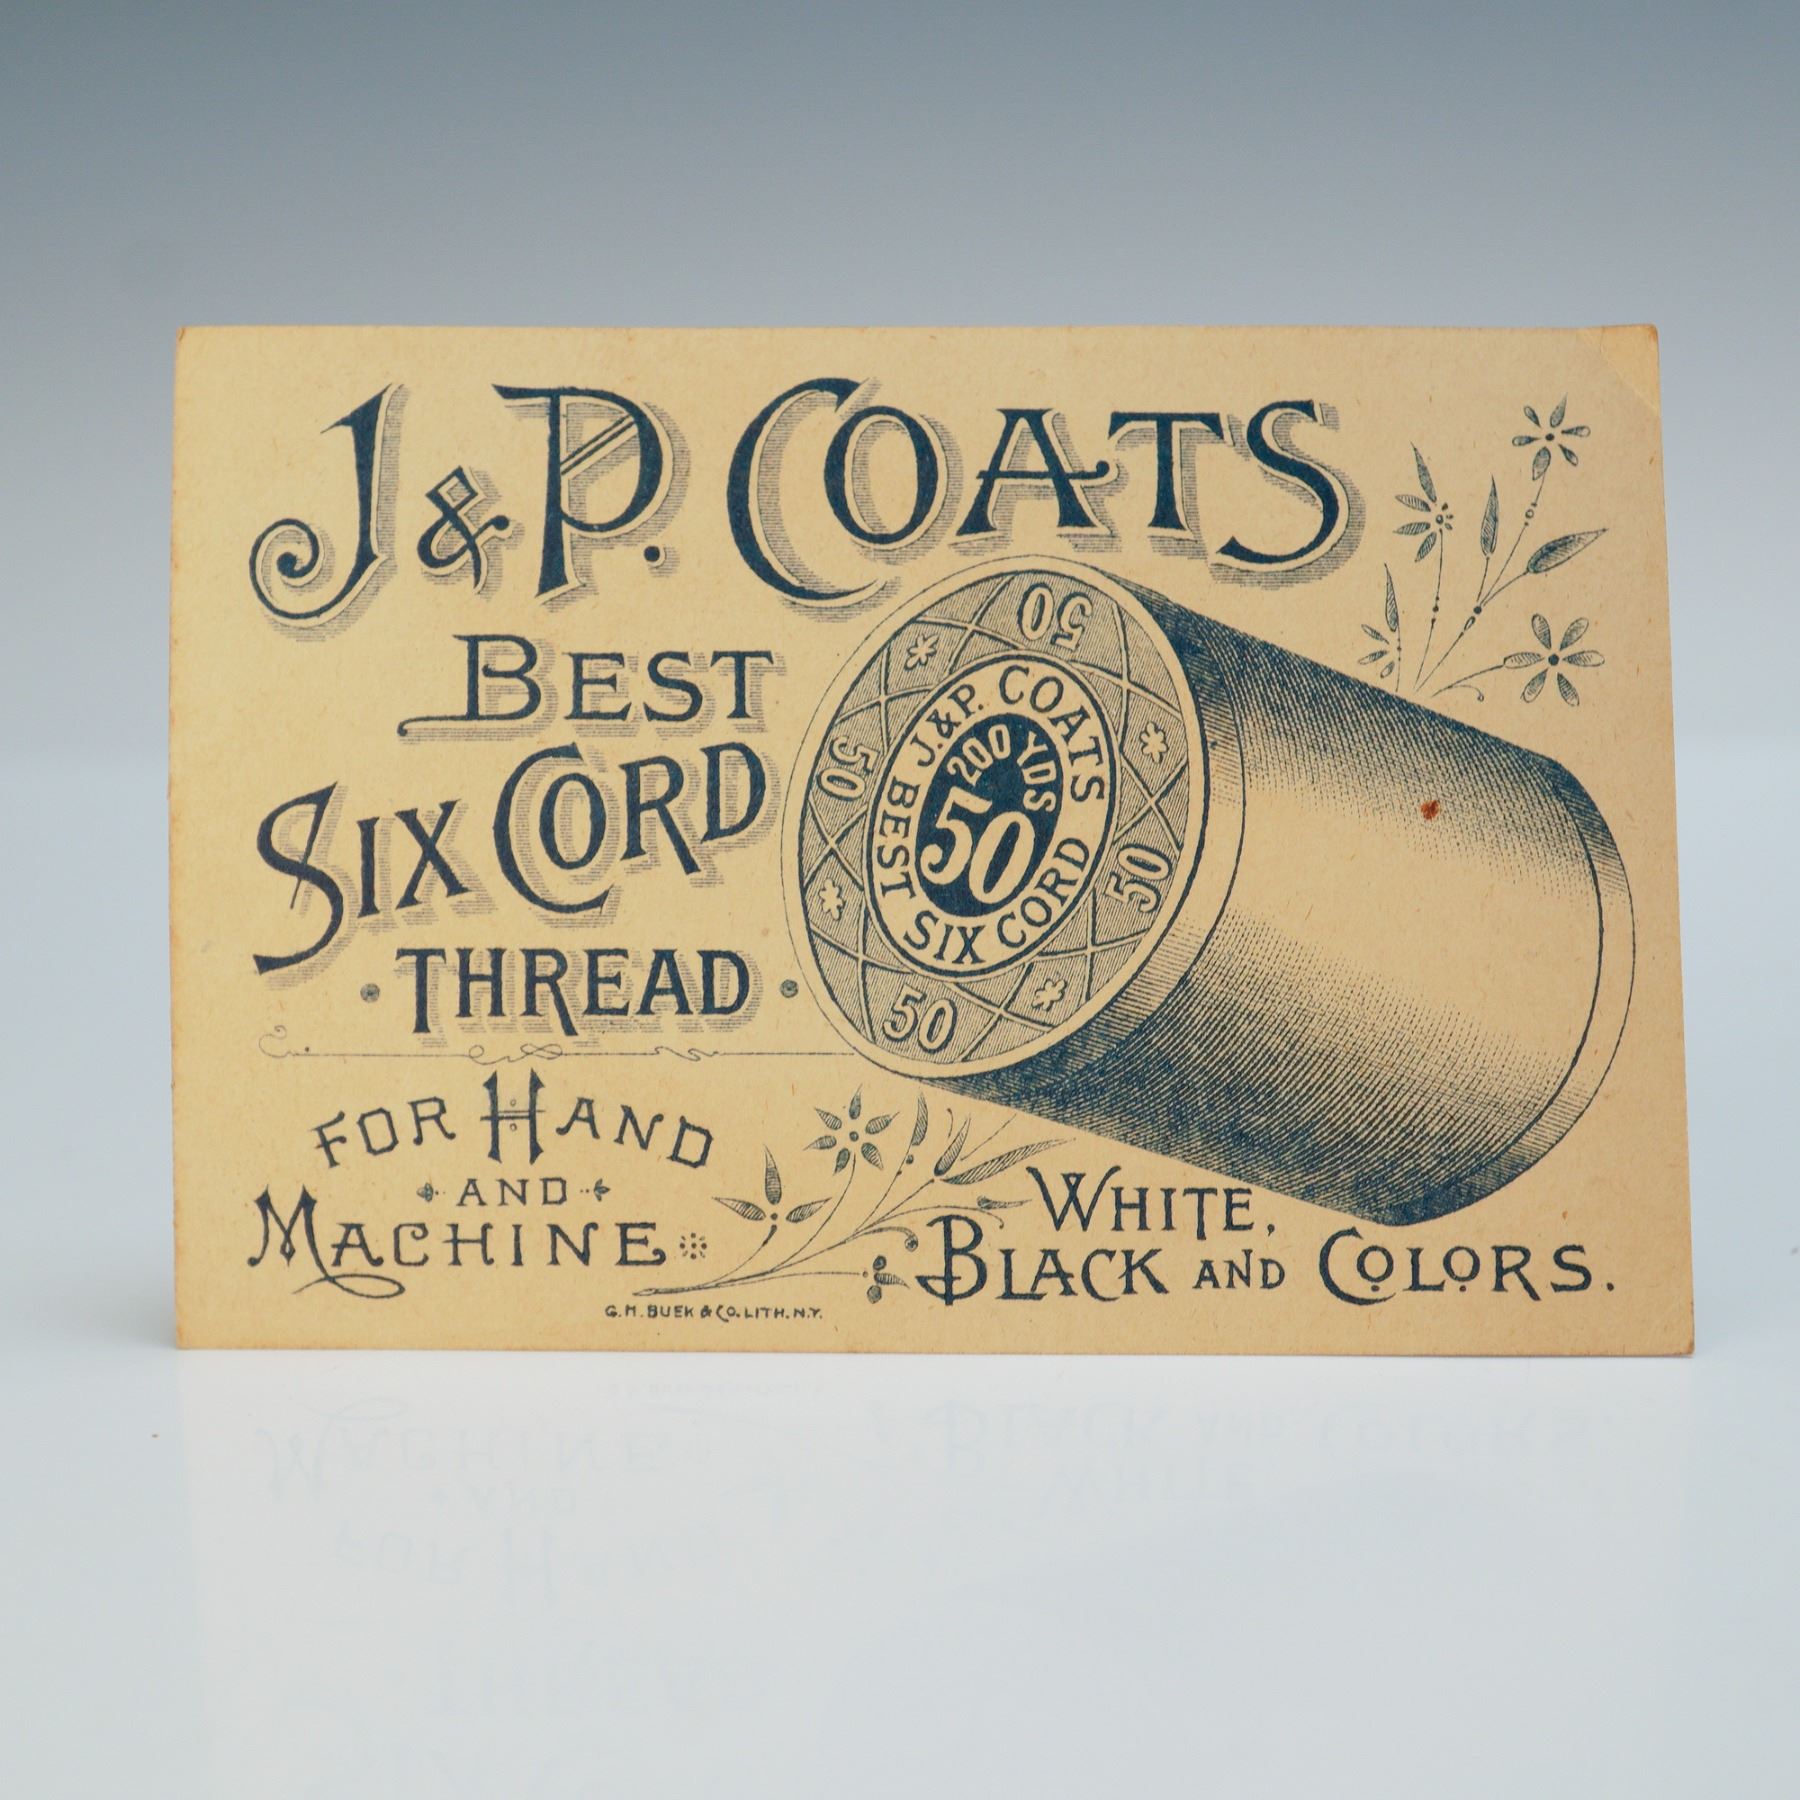 J & P. COATS
BEST
SIX CORD
THREAD
FOR HAND
AND
MACHINE
WHITE,
BLACK AND COLORS.
50
50
50
50
50
J. & P. COATS
BEST SIX CORD
200 YDS
50
G. H. BUEK & CO. LITH. N.Y.